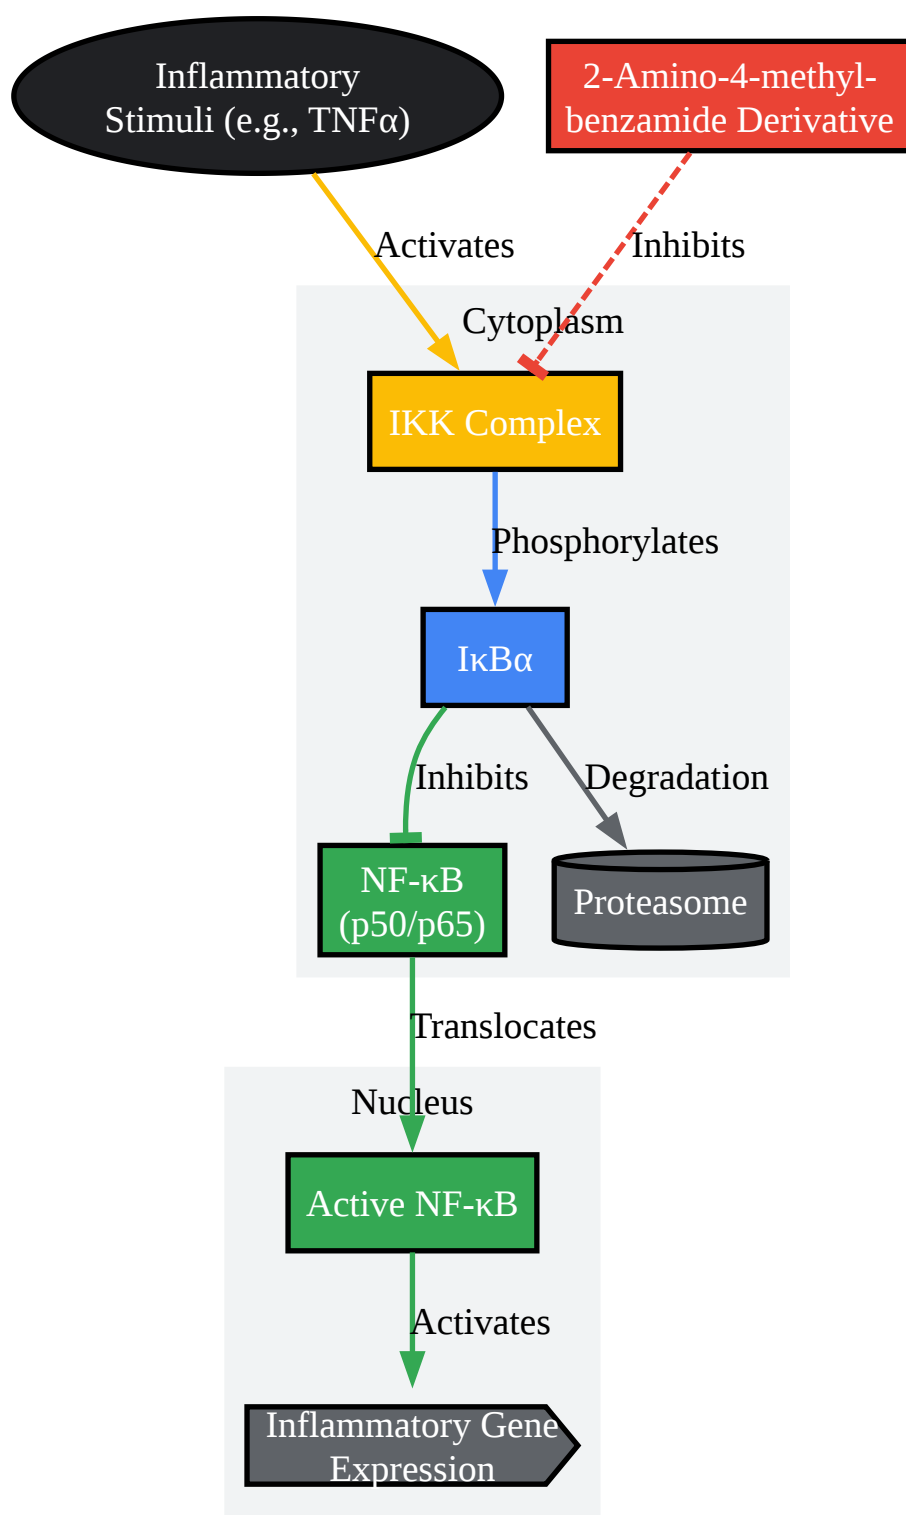 Inflammatory
Stimuli (e.g., TNFα)
2-Amino-4-methyl-
benzamide Derivative
Activates
Inhibits
Cytoplasm
IKK Complex
Phosphorylates
IκBα
Inhibits
Degradation
NF-κB
(p50/p65)
Proteasome
Translocates
Nucleus
Active NF-κB
Activates
Inflammatory Gene
Expression